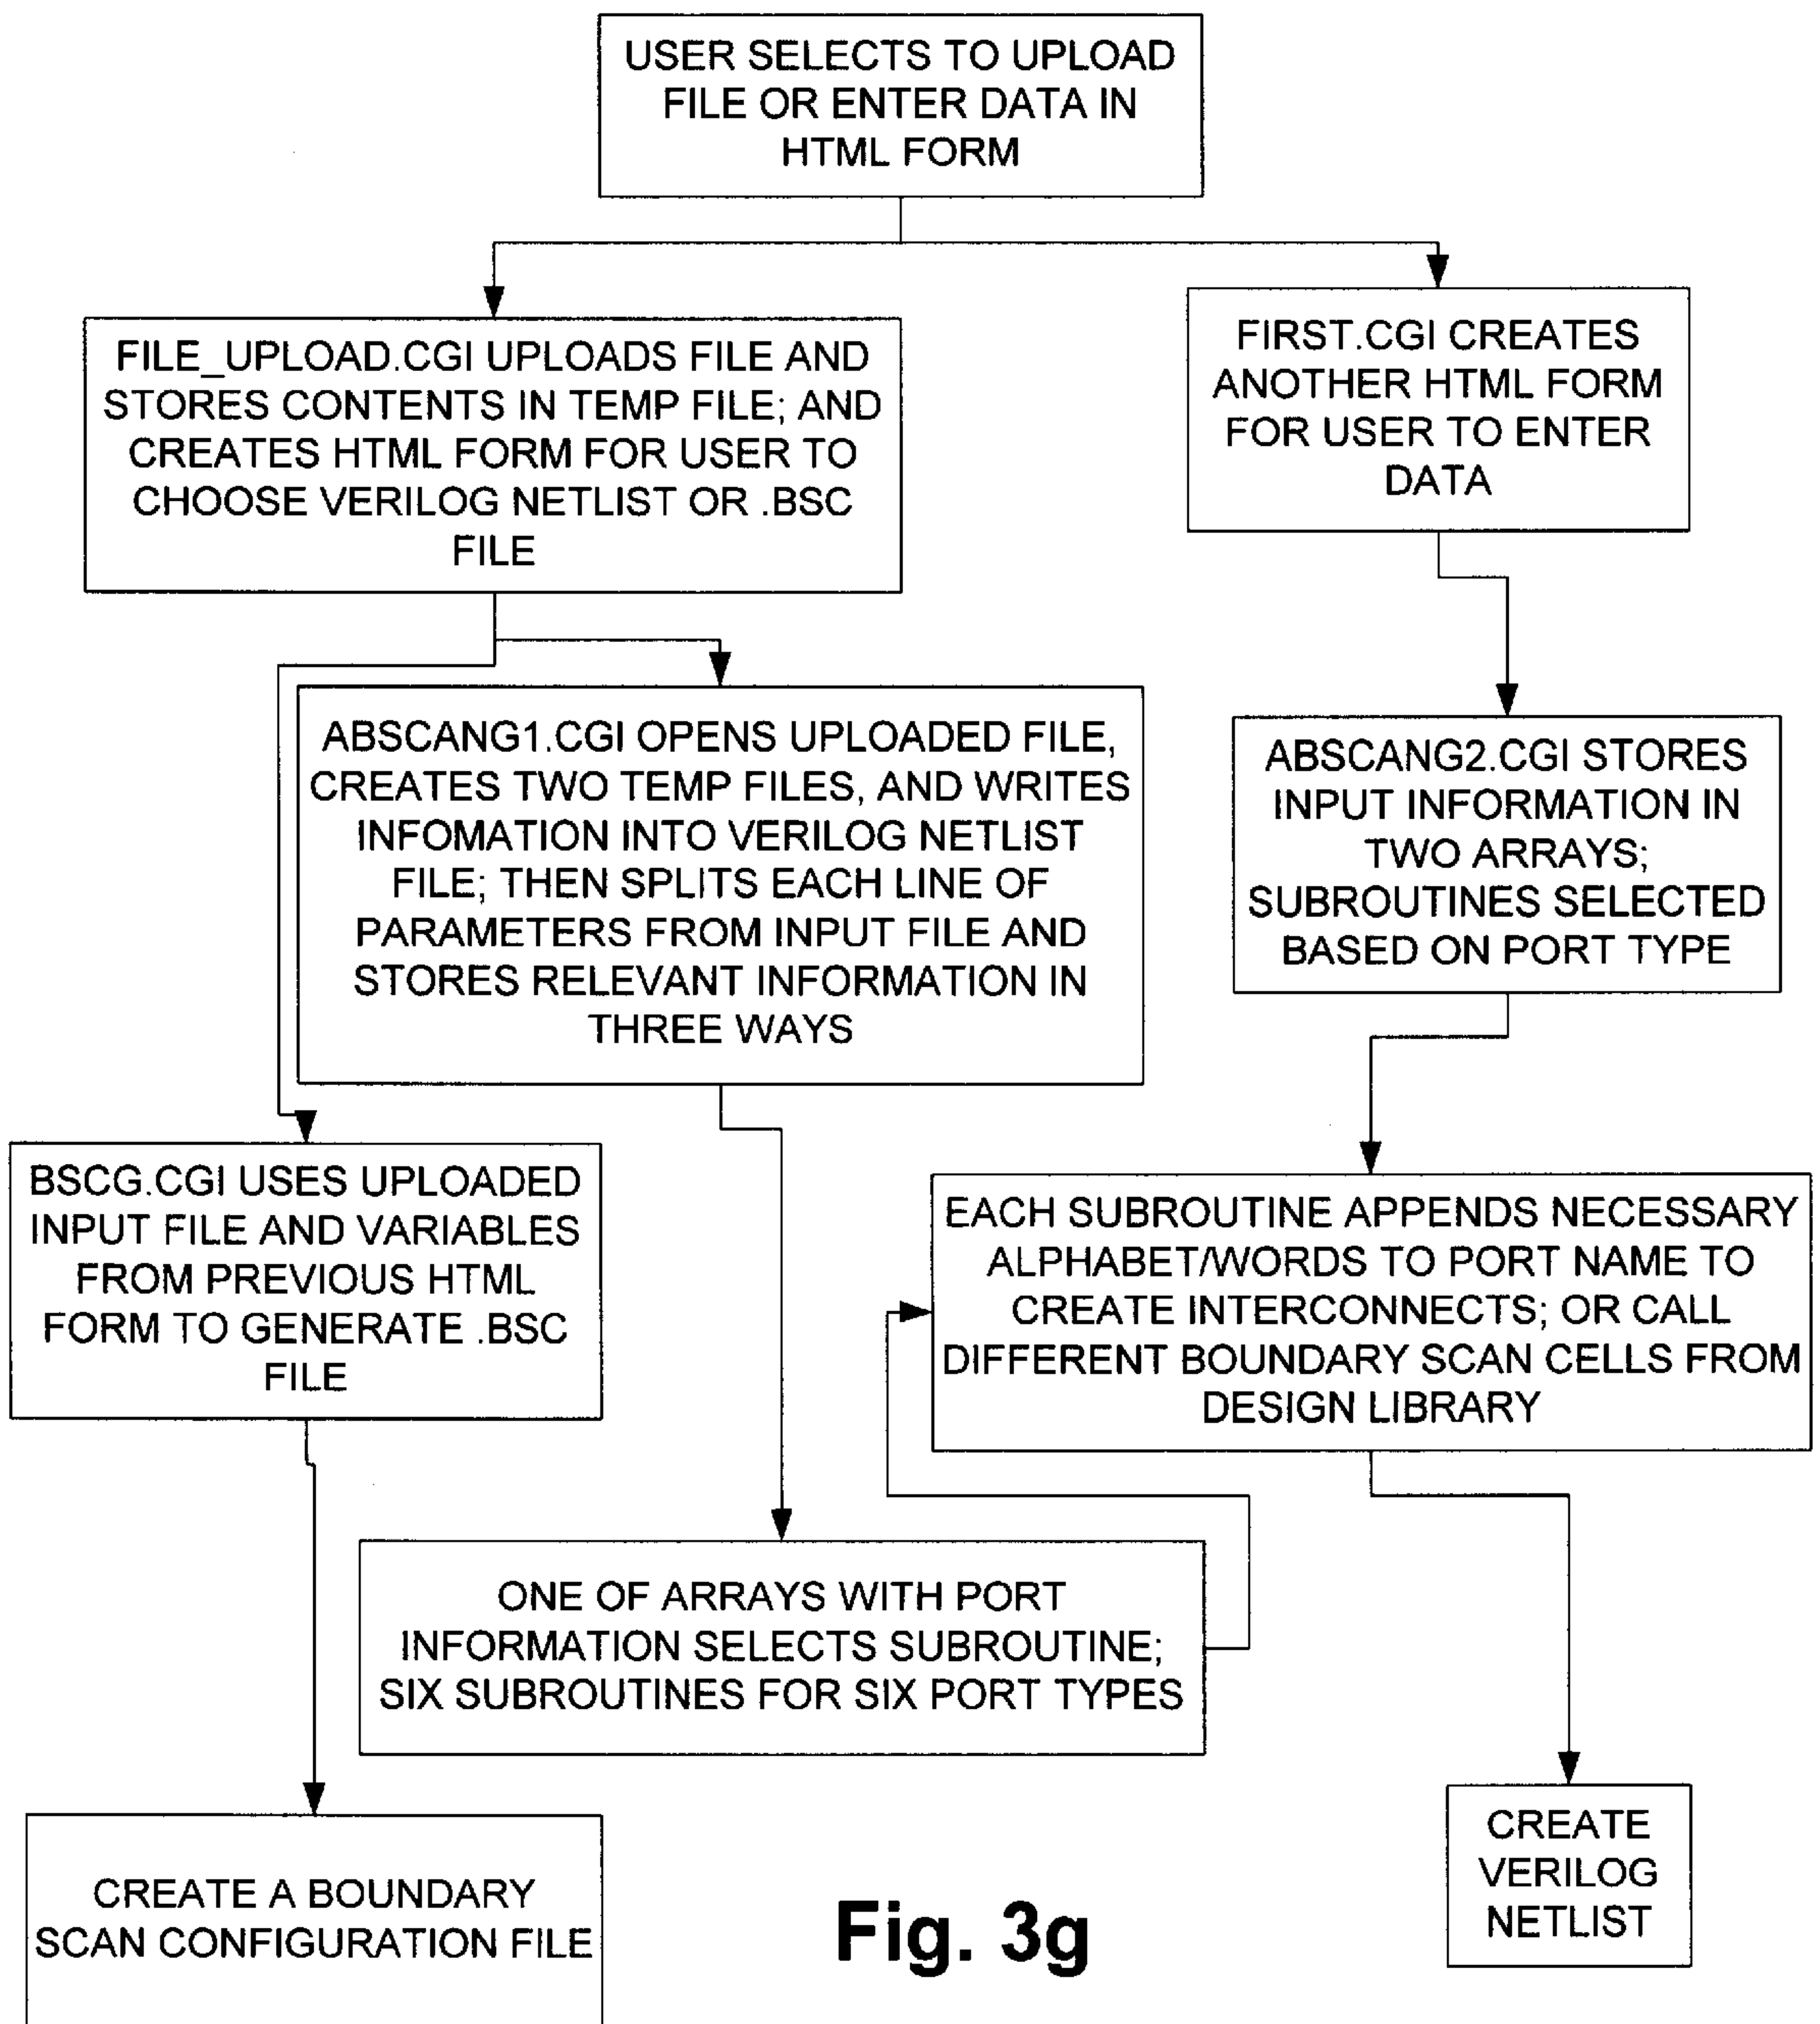 USER SELECTS TO UPLOAD
FILE OR ENTER DATA IN
HTML FORM
FILE_UPLOAD.CGI UPLOADS FILE AND
STORES CONTENTS IN TEMP FILE; AND
CREATES HTML FORM FOR USER TO
CHOOSE VERILOG NETLIST OR .BSC
FILE
FIRST.CGI CREATES
ANOTHER HTML FORM
FOR USER TO ENTER
DATA
ABSCANG1.CGI OPENS UPLOADED FILE,
CREATES TWO TEMP FILES, AND WRITES
INFOMATION INTO VERILOG NETLIST
FILE; THEN SPLITS EACH LINE OF
PARAMETERS FROM INPUT FILE AND
STORES RELEVANT INFORMATION IN
THREE WAYS
ABSCANG2.CGI STORES
INPUT INFORMATION IN
TWO ARRAYS;
SUBROUTINES SELECTED
BASED ON PORT TYPE
BSCG.CGI USES UPLOADED
INPUT FILE AND VARIABLES
FROM PREVIOUS HTML
FORM TO GENERATE .BSC
FILE
EACH SUBROUTINE APPENDS NECESSARY
ALPHABET/WORDS TO PORT NAME TO
CREATE INTERCONNECTS; OR CALL
DIFFERENT BOUNDARY SCAN CELLS FROM
DESIGN LIBRARY
ONE OF ARRAYS WITH PORT
INFORMATION SELECTS SUBROUTINE;
SIX SUBROUTINES FOR SIX PORT TYPES
CREATE A BOUNDARY
SCAN CONFIGURATION FILE
CREATE
VERILOG
NETLIST
Fig. 3g